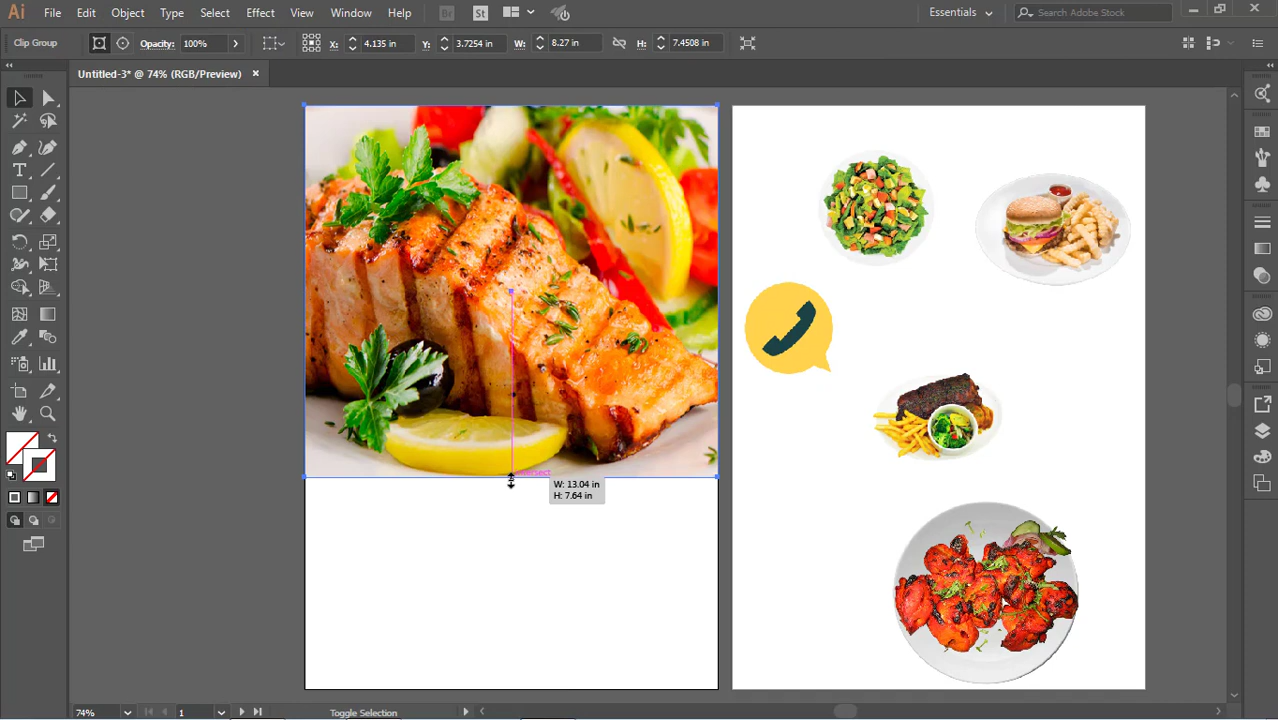 Ai File Edit Object Type Select Effect View Window Help Br St Essentials Search Adobe Stock
Clip Group Opacity: 100% X: 4.135 in Y: 3.7254 in W: 8.27 in H: 7.4508 in
Untitled-3* @ 74% (RGB/Preview)
W: 13.04 in
H: 7.64 in
74% 1 Toggle Selection